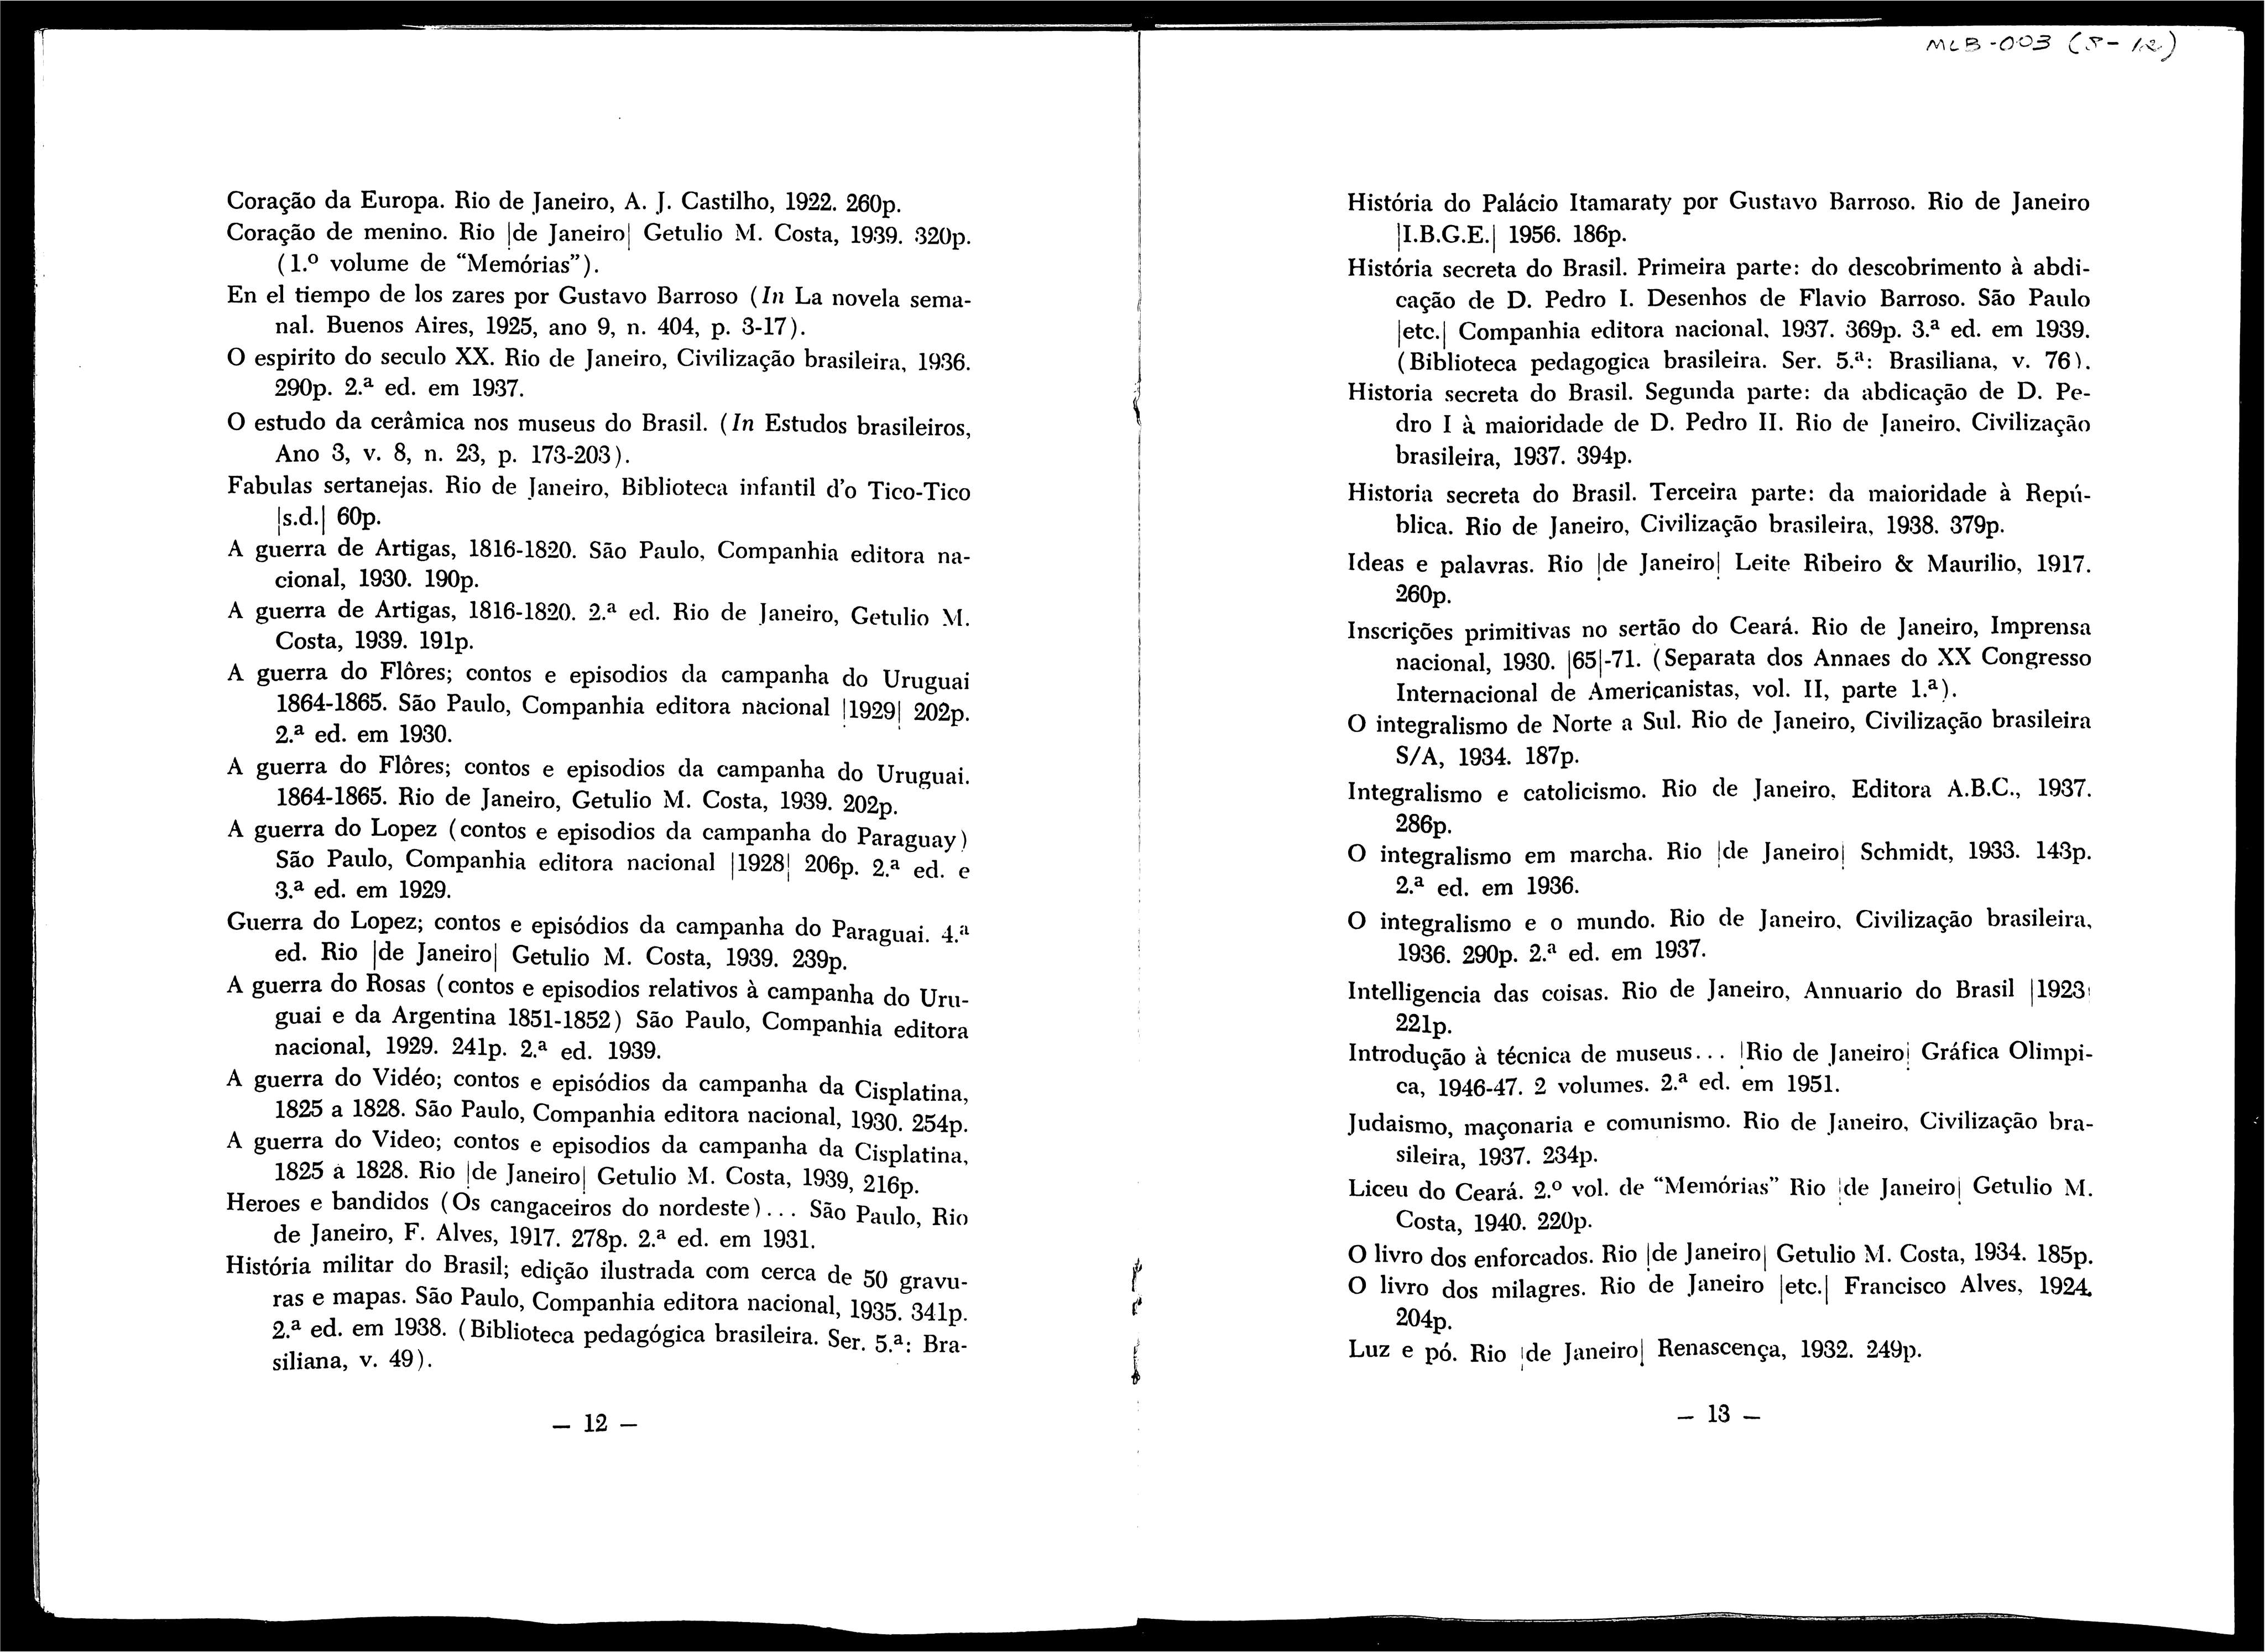 Coração da Europa. Rio de Janeiro, A. J. Castilho, 1922. 260p.
Coração de menino. Rio |de Janeiro| Getulio M. Costa, 1939. 320p.
(1.º volume de “Memórias”).
En el tiempo de los zares por Gustavo Barroso (In La novela sema-
nal. Buenos Aires, 1925, ano 9, n. 404, p. 3-17).
O espirito do seculo XX. Rio de Janeiro, Civilização brasileira, 1936.
290p. 2.ª ed. em 1937.
O estudo da cerâmica nos museus do Brasil. (In Estudos brasileiros,
Ano 3, v. 8, n. 23, p. 173-203).
Fabulas sertanejas. Rio de Janeiro, Biblioteca infantil d’o Tico-Tico
|s.d.| 60p.
A guerra de Artigas, 1816-1820. São Paulo, Companhia editora na-
cional, 1930. 190p.
A guerra de Artigas, 1816-1820. 2.ª ed. Rio de Janeiro, Getulio M.
Costa, 1939. 191p.
A guerra do Flôres; contos e episodios da campanha do Uruguai
1864-1865. São Paulo, Companhia editora nacional |1929| 202p.
2.ª ed. em 1930.
A guerra do Flôres; contos e episodios da campanha do Uruguai.
1864-1865. Rio de Janeiro, Getulio M. Costa, 1939. 202p.
A guerra do Lopez (contos e episodios da campanha do Paraguay)
São Paulo, Companhia editora nacional |1928| 206p. 2.ª ed. e
3.ª ed. em 1929.
Guerra do Lopez; contos e episódios da campanha do Paraguai. 4.ª
ed. Rio |de Janeiro| Getulio M. Costa, 1939. 239p.
A guerra do Rosas (contos e episodios relativos à campanha do Uru-
guai e da Argentina 1851-1852) São Paulo, Companhia editora
nacional, 1929. 241p. 2.ª ed. 1939.
A guerra do Vidéo; contos e episódios da campanha da Cisplatina,
1825 a 1828. São Paulo, Companhia editora nacional, 1930. 254p.
A guerra do Video; contos e episodios da campanha da Cisplatina,
1825 à 1828. Rio |de Janeiro| Getulio M. Costa, 1939, 216p.
Heroes e bandidos (Os cangaceiros do nordeste)... São Paulo, Rio
de Janeiro, F. Alves, 1917. 278p. 2.ª ed. em 1931.
História militar do Brasil; edição ilustrada com cerca de 50 gravu-
ras e mapas. São Paulo, Companhia editora nacional, 1935. 341p.
2.ª ed. em 1938. (Biblioteca pedagógica brasileira. Ser. 5.ª: Bra-
siliana, v. 49).
— 12 —
MLB-003 (5-12)
História do Palácio Itamaraty por Gustavo Barroso. Rio de Janeiro
|I.B.G.E.| 1956. 186p.
História secreta do Brasil. Primeira parte: do descobrimento à abdi-
cação de D. Pedro I. Desenhos de Flavio Barroso. São Paulo
|etc.| Companhia editora nacional, 1937. 369p. 3.ª ed. em 1939.
(Biblioteca pedagogica brasileira. Ser. 5.ª: Brasiliana, v. 76).
Historia secreta do Brasil. Segunda parte: da abdicação de D. Pe-
dro I à maioridade de D. Pedro II. Rio de Janeiro, Civilização
brasileira, 1937. 394p.
Historia secreta do Brasil. Terceira parte: da maioridade à Repú-
blica. Rio de Janeiro, Civilização brasileira, 1938. 379p.
Ideas e palavras. Rio |de Janeiro| Leite Ribeiro & Maurilio, 1917.
260p.
Inscrições primitivas no sertão do Ceará. Rio de Janeiro, Imprensa
nacional, 1930. |65|-71. (Separata dos Annaes do XX Congresso
Internacional de Americanistas, vol. II, parte 1.ª).
O integralismo de Norte a Sul. Rio de Janeiro, Civilização brasileira
S/A, 1934. 187p.
Integralismo e catolicismo. Rio de Janeiro, Editora A.B.C., 1937.
286p.
O integralismo em marcha. Rio |de Janeiro| Schmidt, 1933. 143p.
2.ª ed. em 1936.
O integralismo e o mundo. Rio de Janeiro, Civilização brasileira,
1936. 290p. 2.ª ed. em 1937.
Intelligencia das coisas. Rio de Janeiro, Annuario do Brasil |1923|
221p.
Introdução à técnica de museus... |Rio de Janeiro| Gráfica Olimpi-
ca, 1946-47. 2 volumes. 2.ª ed. em 1951.
Judaismo, maçonaria e comunismo. Rio de Janeiro, Civilização bra-
sileira, 1937. 234p.
Liceu do Ceará. 2.º vol. de “Memórias” Rio |de Janeiro| Getulio M.
Costa, 1940. 220p.
O livro dos enforcados. Rio |de Janeiro| Getulio M. Costa, 1934. 185p.
O livro dos milagres. Rio de Janeiro |etc.| Francisco Alves, 1924.
204p.
Luz e pó. Rio |de Janeiro| Renascença, 1932. 249p.
— 13 —